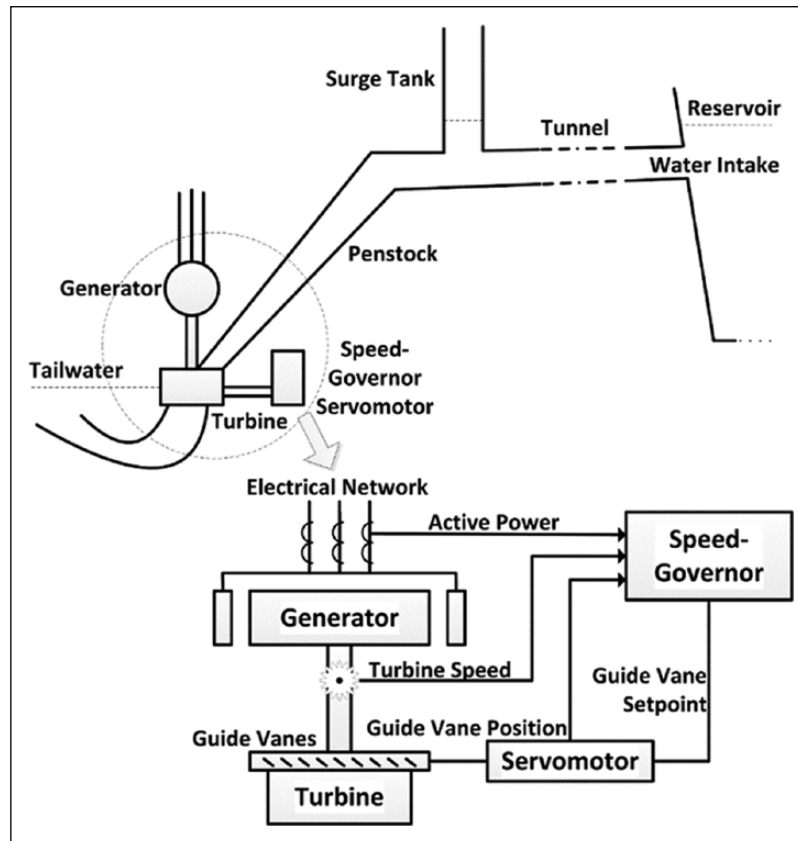 Surge Tank
Reservoir
Tunnel
Water Intake
Penstock
Generator
Speed-
Governor
Servomotor
Tailwater
Turbine
Electrical Network
Active Power
Speed-
Governor
Generator
Turbine Speed
Guide Vane
Setpoint
Guide Vanes
Guide Vane Position
Servomotor
Turbine